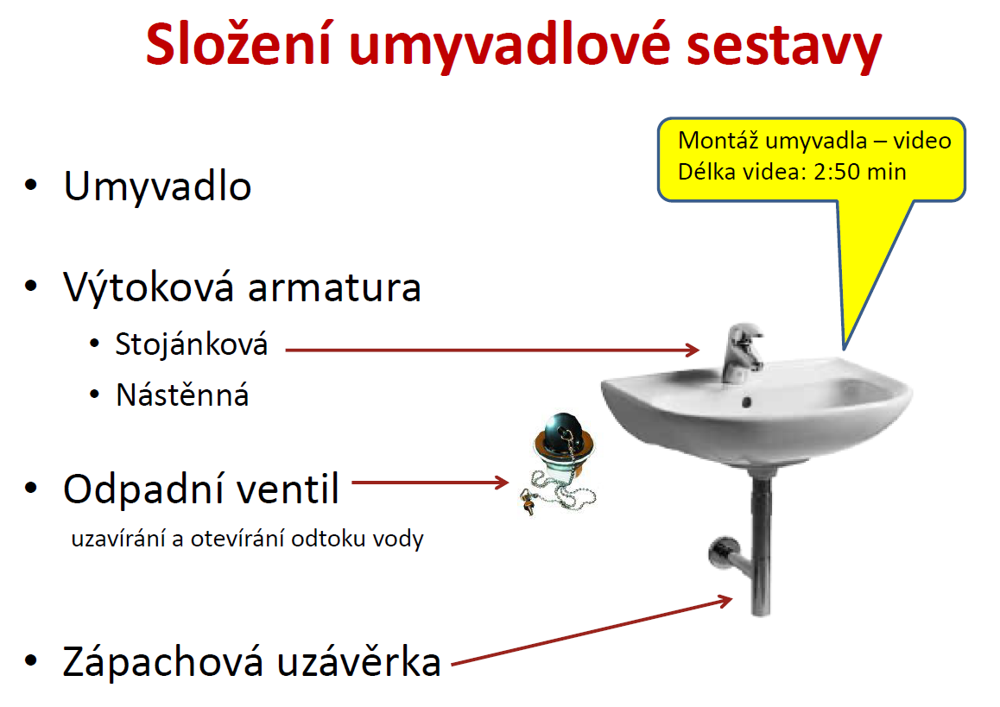 Složení umyvadlové sestavy
Montáž umyvadla – video
Délka videa: 2:50 min
• Umyvadlo
• Výtoková armatura
• Stojánková
• Nástěnná
• Odpadní ventil
uzavírání a otevírání odtoku vody
• Zápachová uzávěrka